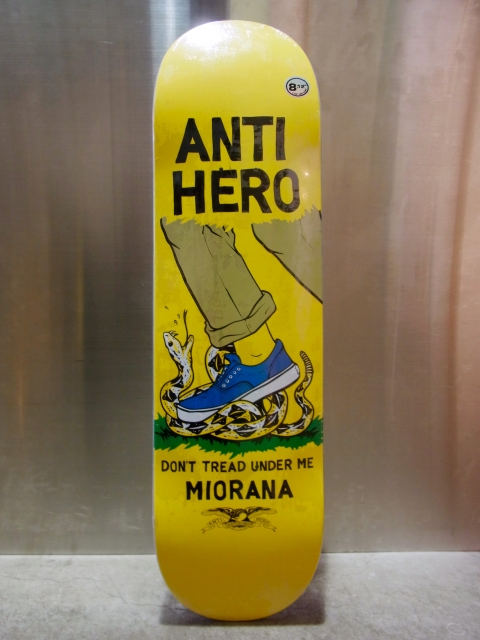 ANTI
HERO
DON'T TREAD UNDER ME
MIORANA